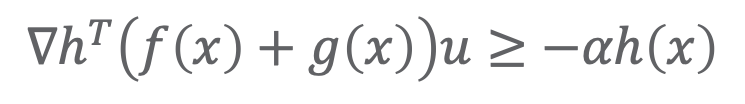 ∇hᵀ(f(x) + g(x))u ≥ −αh(x)